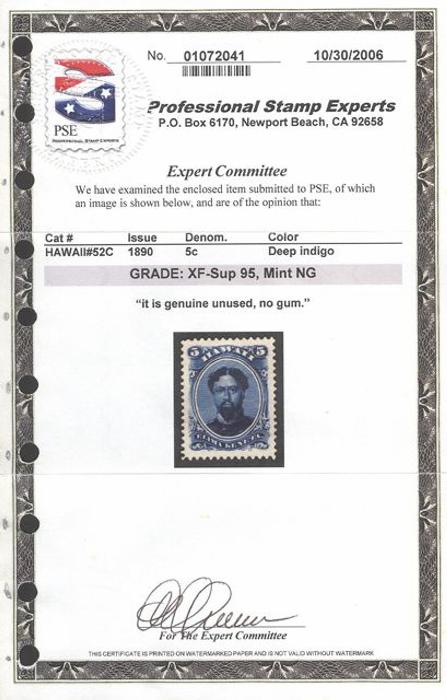 No. 01072041 10/30/2006
PSE
PROFESSIONAL STAMP EXPERTS
Professional Stamp Experts
P.O. Box 6170, Newport Beach, CA 92658
Expert Committee
We have examined the enclosed item submitted to PSE, of which
an image is shown below, and are of the opinion that:
Cat # Issue Denom. Color
HAWAII#52C 1890 5c Deep indigo
GRADE: XF-Sup 95, Mint NG
“it is genuine unused, no gum.”
5 HAWAII 5
For The Expert Committee
THIS CERTIFICATE IS PRINTED ON WATERMARKED PAPER AND IS NOT VALID WITHOUT WATERMARK